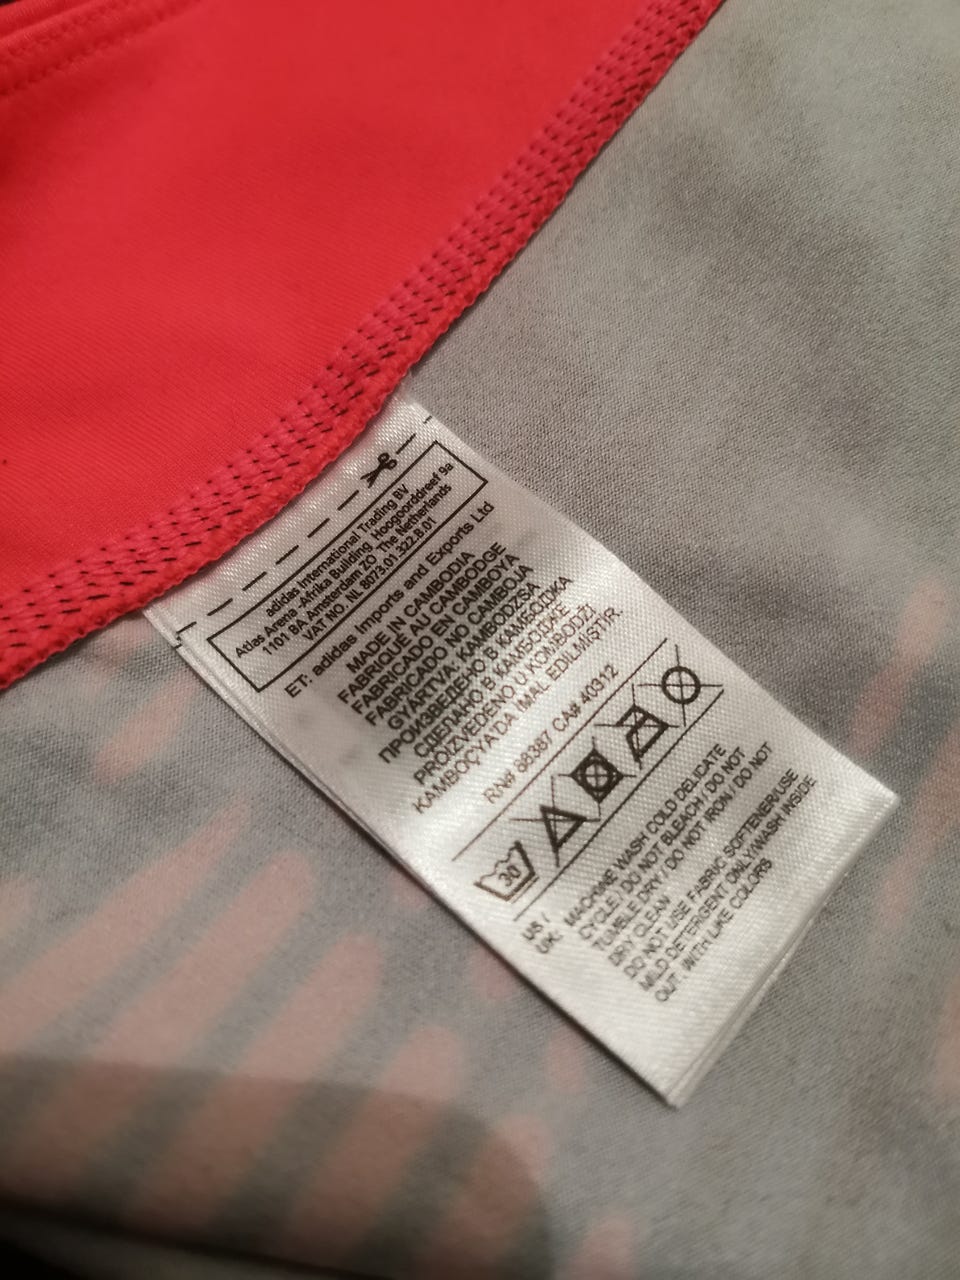 adidas International Trading BV
Atlas Arena -Afrika Building Hoogoorddreef 9a
1101 BA Amsterdam ZO The Netherlands
VAT NO. NL 8073.01.322.B.01
ET: adidas Imports and Exports Ltd
MADE IN CAMBODIA
FABRIQUÉ AU CAMBODGE
FABRICADO EN CAMBOYA
FABRICADO NO CAMBOJA
GYÁRTVA: KAMBODZSA
ПРОИЗВЕДЕНО В КАМБОДЖА
СДЕЛАНО В КАМБОДЖЕ
PROIZVEDENO U KOMBODŽI
KAMBOÇYA'DA IMAL EDILMIŞTIR.
RN# 88387 CA# 40312
30
US / UK: MACHINE WASH COLD DELICATE
CYCLE / DO NOT BLEACH / DO NOT
TUMBLE DRY / DO NOT IRON / DO NOT
DRY CLEAN
DO NOT USE FABRIC SOFTENER/USE
MILD DETERGENT ONLY/WASH INSIDE
OUT /WITH LIKE COLORS